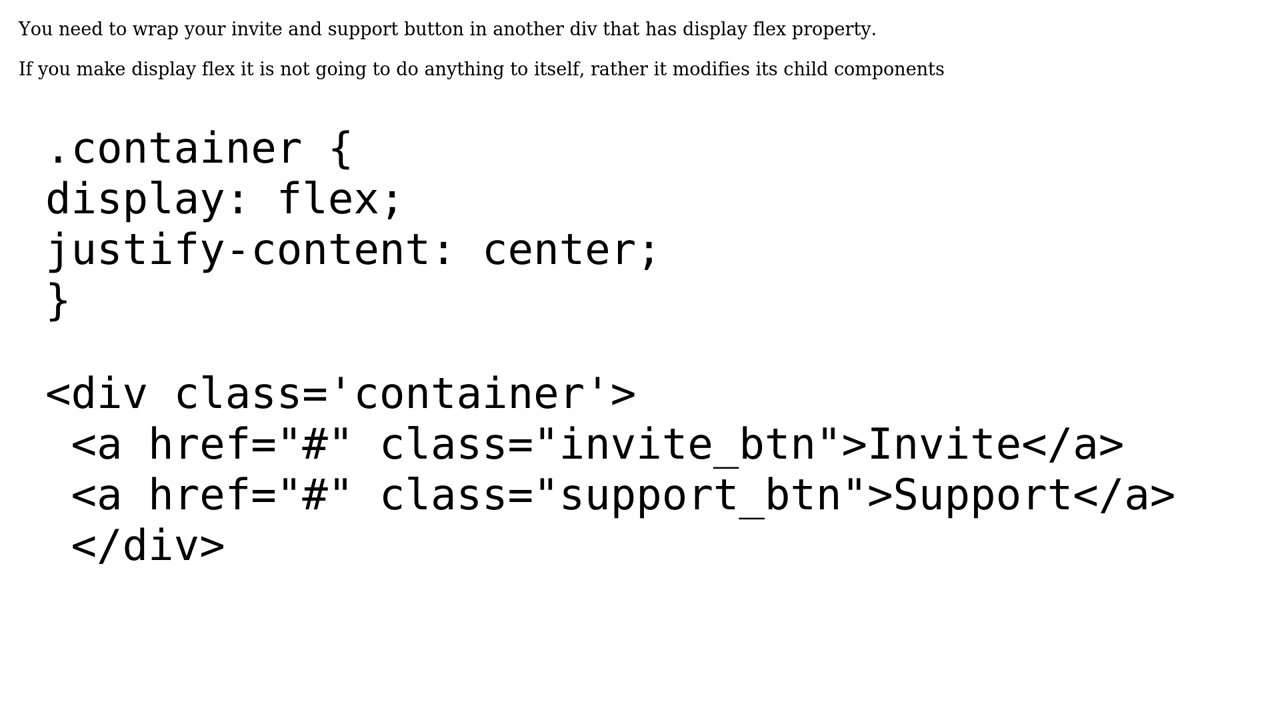 You need to wrap your invite and support button in another div that has display flex property.
If you make display flex it is not going to do anything to itself, rather it modifies its child components
.container {
display: flex;
justify-content: center;
}
<div class='container'>
 <a href="#" class="invite_btn">Invite</a>
 <a href="#" class="support_btn">Support</a>
 </div>